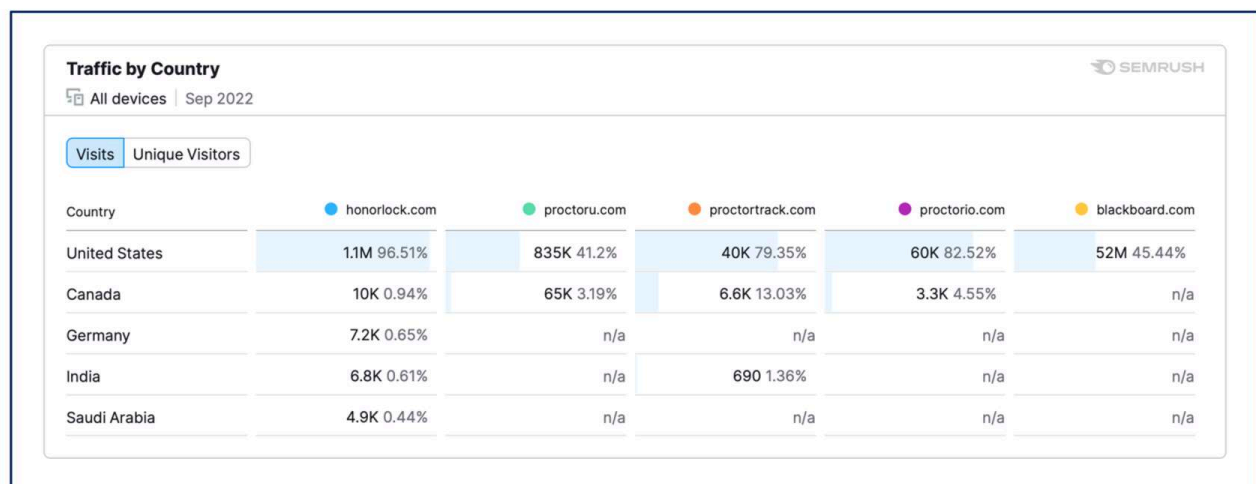 Traffic by Country
SEMRUSH
All devices Sep 2022
Visits Unique Visitors
Country honorlock.com proctoru.com proctortrack.com proctorio.com blackboard.com
United States 1.1M 96.51% 835K 41.2% 40K 79.35% 60K 82.52% 52M 45.44%
Canada 10K 0.94% 65K 3.19% 6.6K 13.03% 3.3K 4.55% n/a
Germany 7.2K 0.65% n/a n/a n/a n/a
India 6.8K 0.61% n/a 690 1.36% n/a n/a
Saudi Arabia 4.9K 0.44% n/a n/a n/a n/a